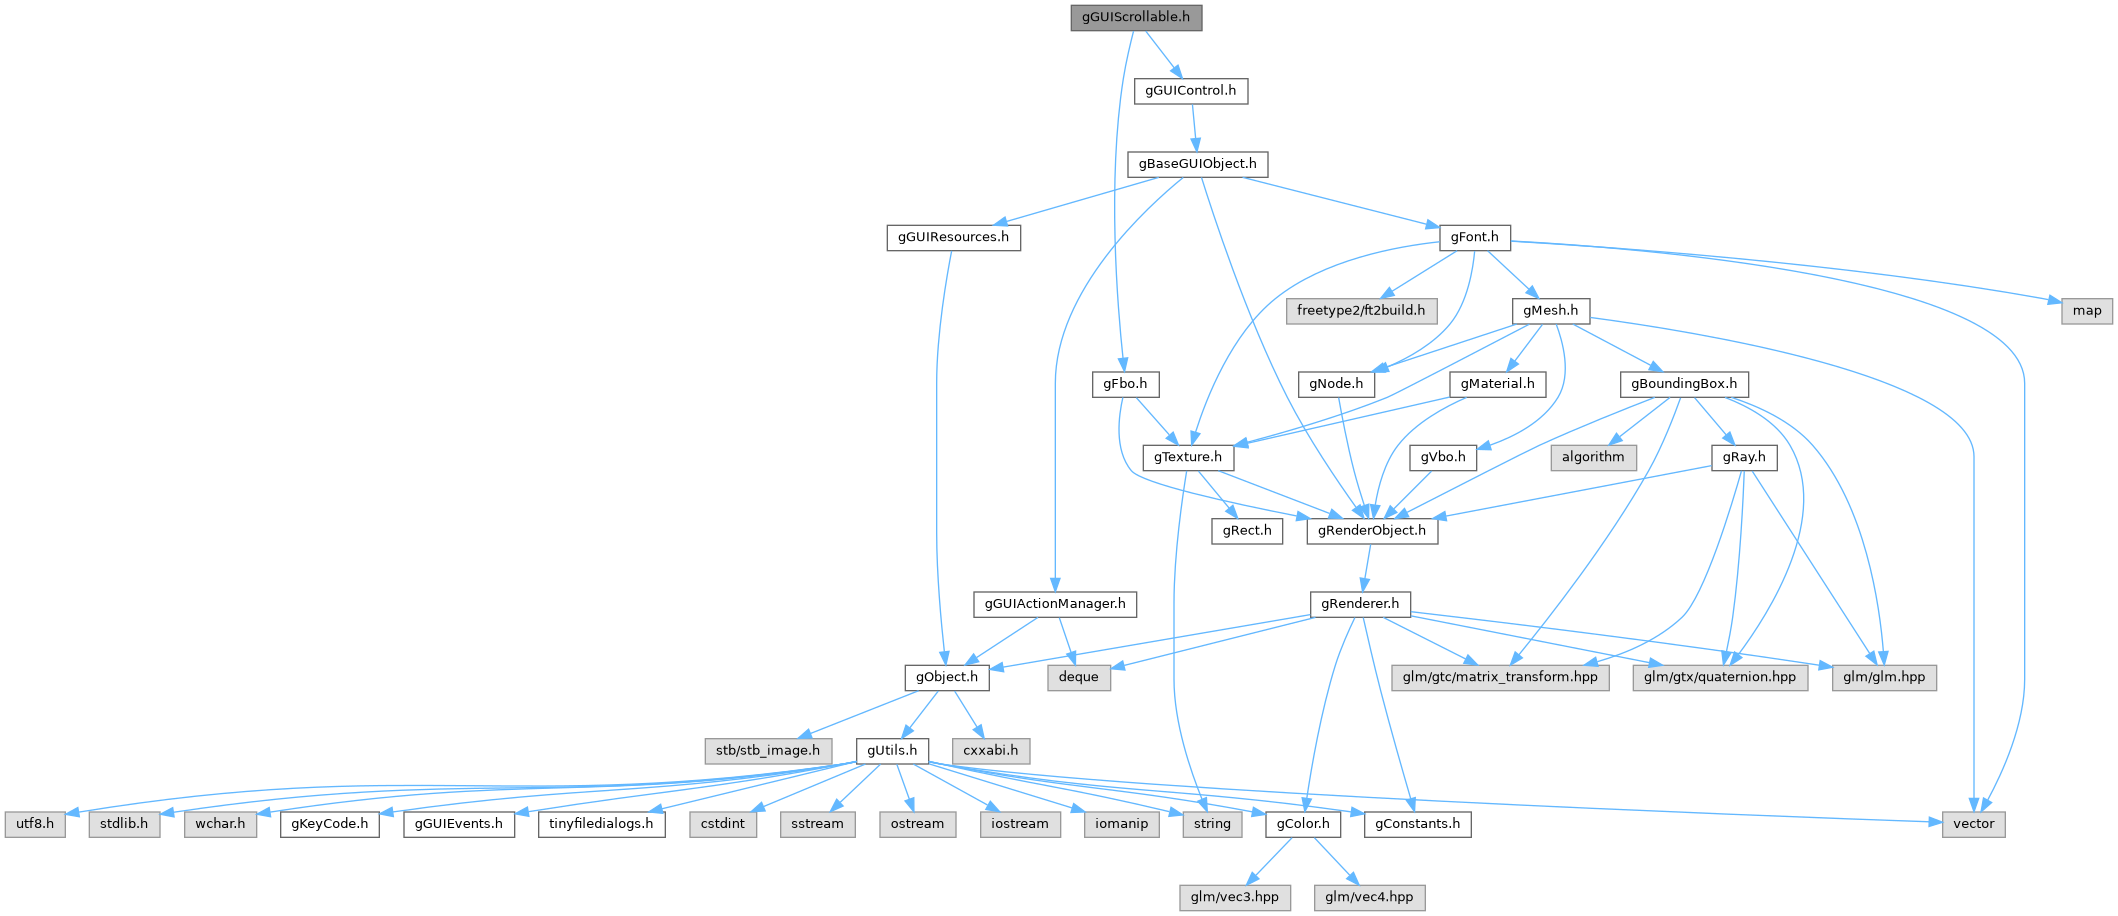 gGUIScrollable.h
gGUIControl.h
gBaseGUIObject.h
gGUIResources.h
gFont.h
freetype2/ft2build.h
gMesh.h
map
gFbo.h
gNode.h
gMaterial.h
gBoundingBox.h
gTexture.h
gVbo.h
algorithm
gRay.h
gRect.h
gRenderObject.h
gGUIActionManager.h
gRenderer.h
gObject.h
deque
glm/gtc/matrix_transform.hpp
glm/gtx/quaternion.hpp
glm/glm.hpp
stb/stb_image.h
gUtils.h
cxxabi.h
utf8.h
stdlib.h
wchar.h
gKeyCode.h
gGUIEvents.h
tinyfiledialogs.h
cstdint
sstream
ostream
iostream
iomanip
string
gColor.h
gConstants.h
vector
glm/vec3.hpp
glm/vec4.hpp